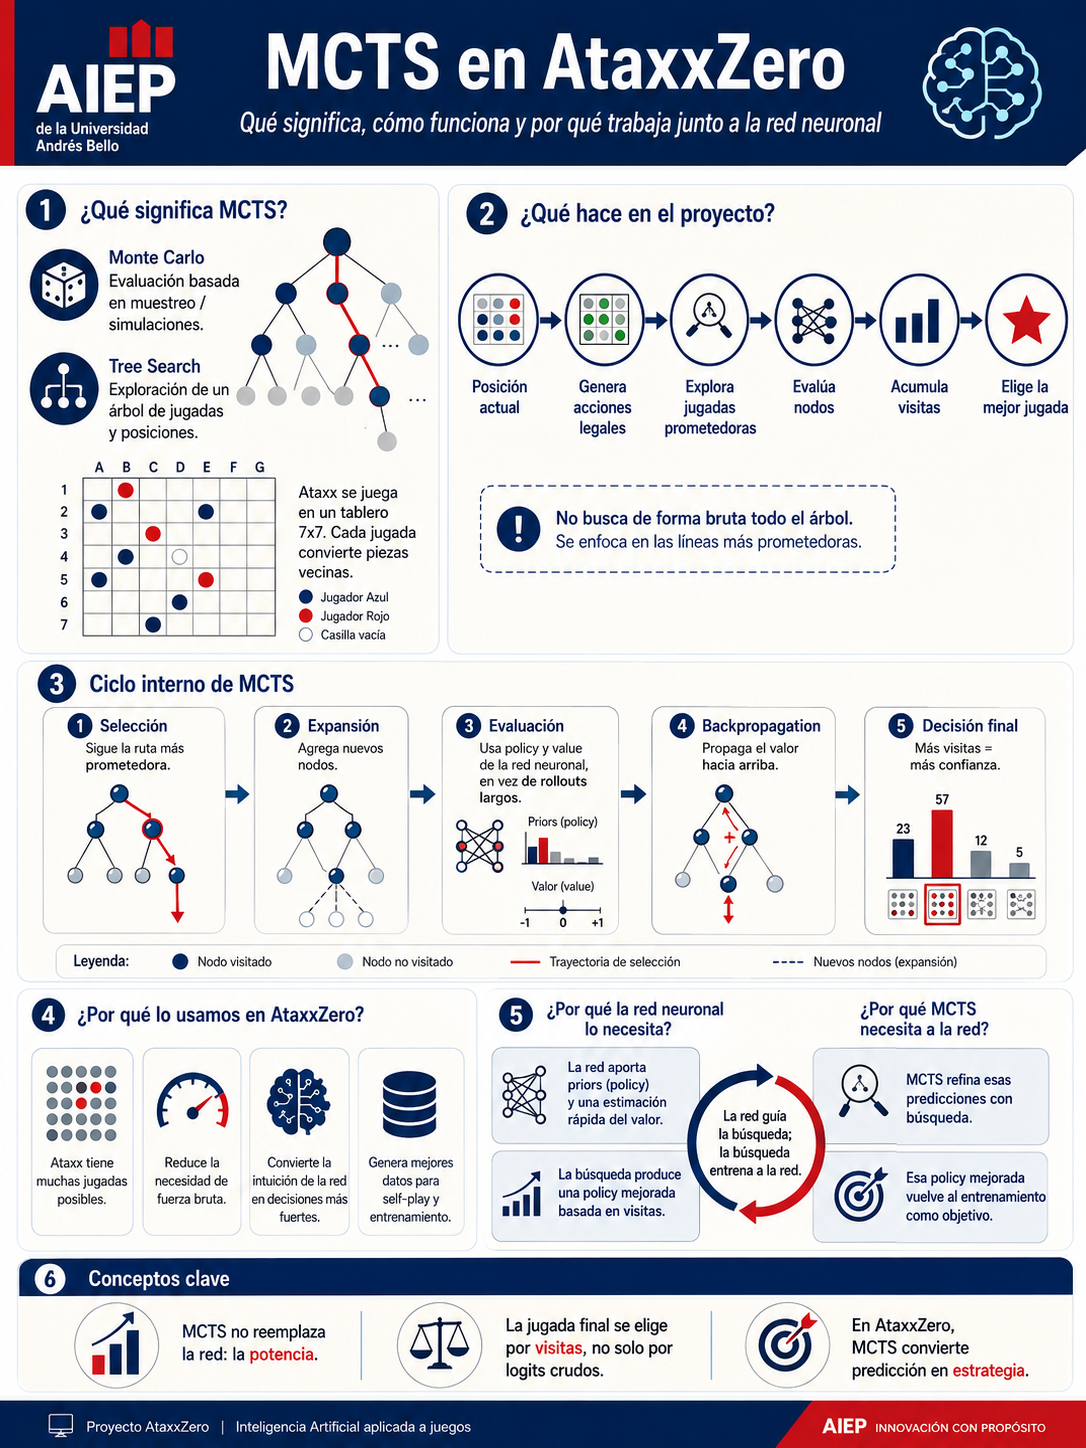 AIEP
de la Universidad
Andrés Bello
MCTS en AtaxxZero
Qué significa, cómo funciona y por qué trabaja junto a la red neuronal
1 ¿Qué significa MCTS?
Monte Carlo
Evaluación basada
en muestreo /
simulaciones.
Tree Search
Exploración de un
árbol de jugadas
y posiciones.
...
...
A B C D E F G
1
2
3
4
5
6
7
Ataxx se juega
en un tablero
7x7. Cada jugada
convierte piezas
vecinas.
Jugador Azul
Jugador Rojo
Casilla vacía
2 ¿Qué hace en el proyecto?
Posición
actual
Genera
acciones
legales
Explora
jugadas
prometedoras
Evalúa
nodos
Acumula
visitas
Elige la
mejor jugada
!
No busca de forma bruta todo el árbol.
Se enfoca en las líneas más prometedoras.
3 Ciclo interno de MCTS
1 Selección
Sigue la ruta más
prometedora.
2 Expansión
Agrega nuevos
nodos.
3 Evaluación
Usa policy y value
de la red neuronal,
en vez de rollouts
largos.
Priors (policy)
Valor (value)
-1 0 +1
4 Backpropagation
Propaga el valor
hacia arriba.
+
5 Decisión final
Más visitas =
más confianza.
23
57
12
5
Leyenda: Nodo visitado Nodo no visitado Trayectoria de selección Nuevos nodos (expansión)
4 ¿Por qué lo usamos en AtaxxZero?
Ataxx tiene
muchas jugadas
posibles.
Reduce la
necesidad de
fuerza bruta.
Convierte la
intuición de la red
en decisiones más
fuertes.
Genera mejores
datos para
self-play y
entrenamiento.
5 ¿Por qué la red neuronal
lo necesita?
La red aporta
priors (policy)
y una estimación
rápida del valor.
La búsqueda produce
una policy mejorada
basada en visitas.
La red guía
la búsqueda;
la búsqueda
entrena a la red.
¿Por qué MCTS
necesita a la red?
MCTS refina esas
predicciones con
búsqueda.
Esa policy mejorada
vuelve al entrenamiento
como objetivo.
6 Conceptos clave
MCTS no reemplaza
la red: la potencia.
La jugada final se elige
por visitas, no solo por
logits crudos.
En AtaxxZero,
MCTS convierte
predicción en estrategia.
Proyecto AtaxxZero | Inteligencia Artificial aplicada a juegos
AIEP INNOVACIÓN CON PROPÓSITO